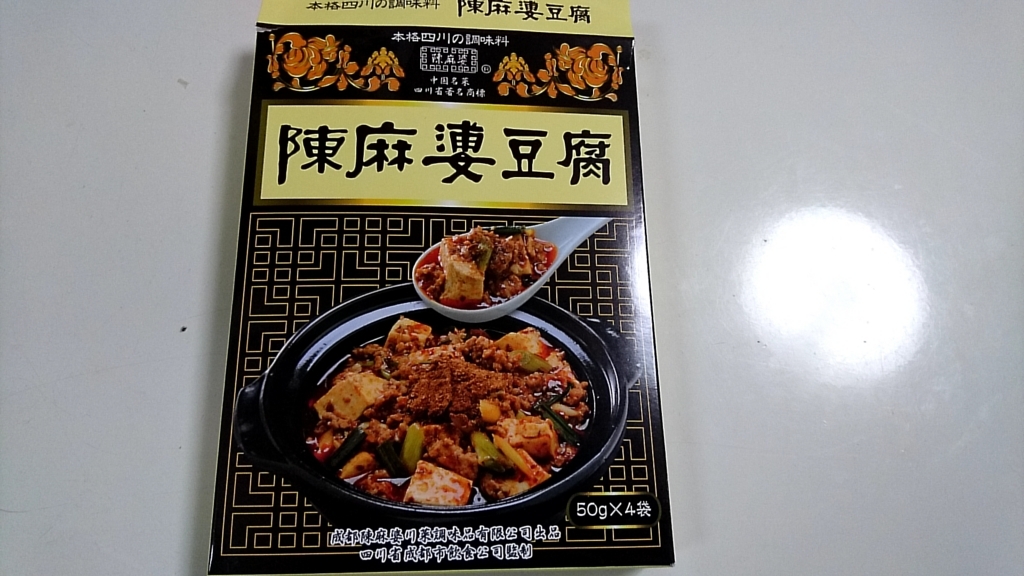 本格四川の調味料 陳麻婆豆腐
本格四川の調味料
陳麻婆®
中国名菜
四川省著名商標
陳麻婆豆腐
50g×4袋
成都陳麻婆川菜調味品有限公司出品
四川省成都市飲食公司監制